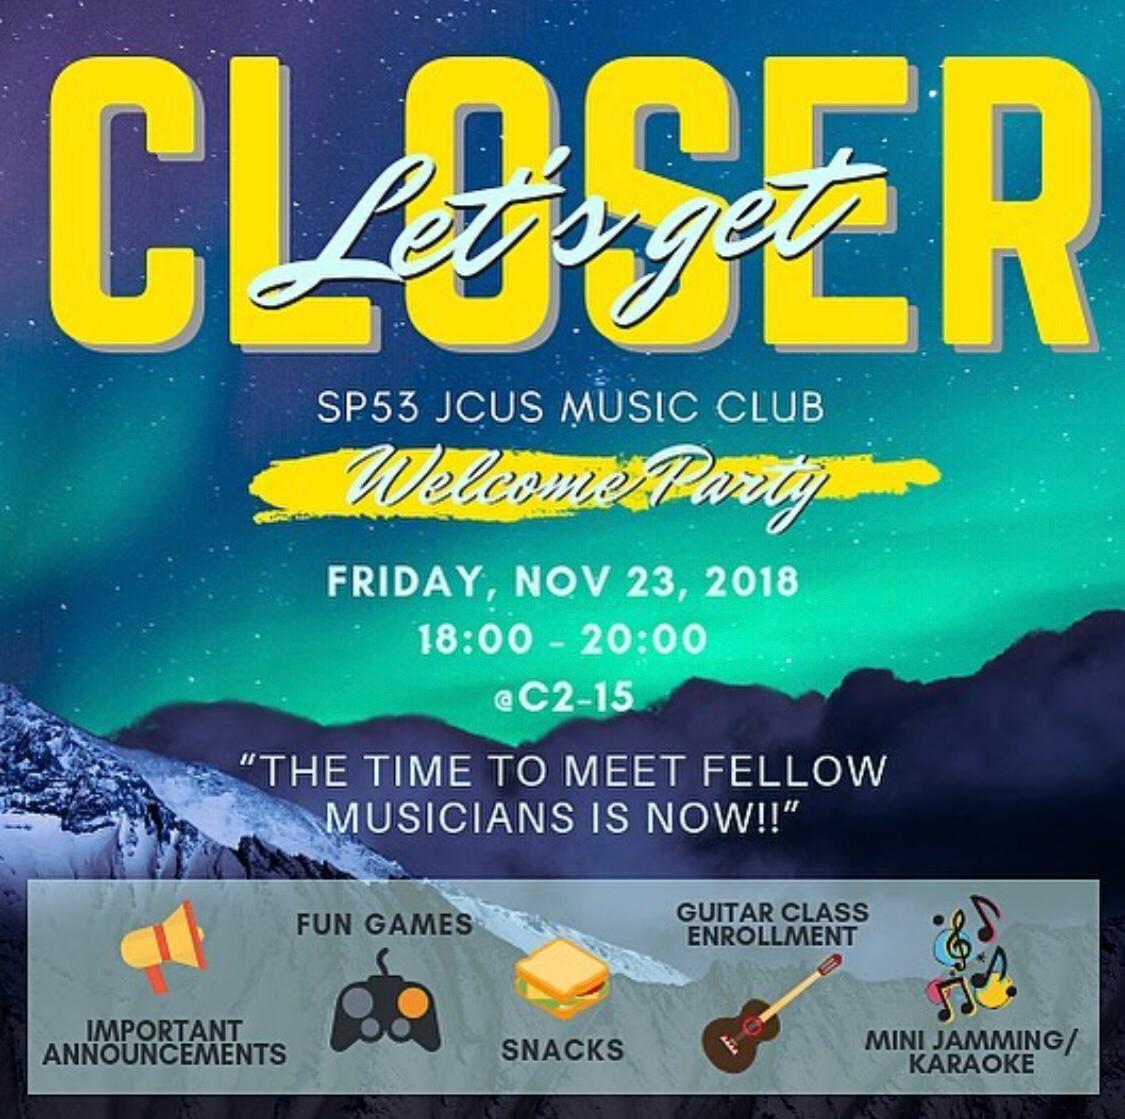 Let's get
CLOSER
SP53 JCUS MUSIC CLUB
Welcome Party
FRIDAY, NOV 23, 2018
18:00 - 20:00
@C2-15
"THE TIME TO MEET FELLOW
MUSICIANS IS NOW!!"
IMPORTANT
ANNOUNCEMENTS
FUN GAMES
SNACKS
GUITAR CLASS
ENROLLMENT
MINI JAMMING/
KARAOKE